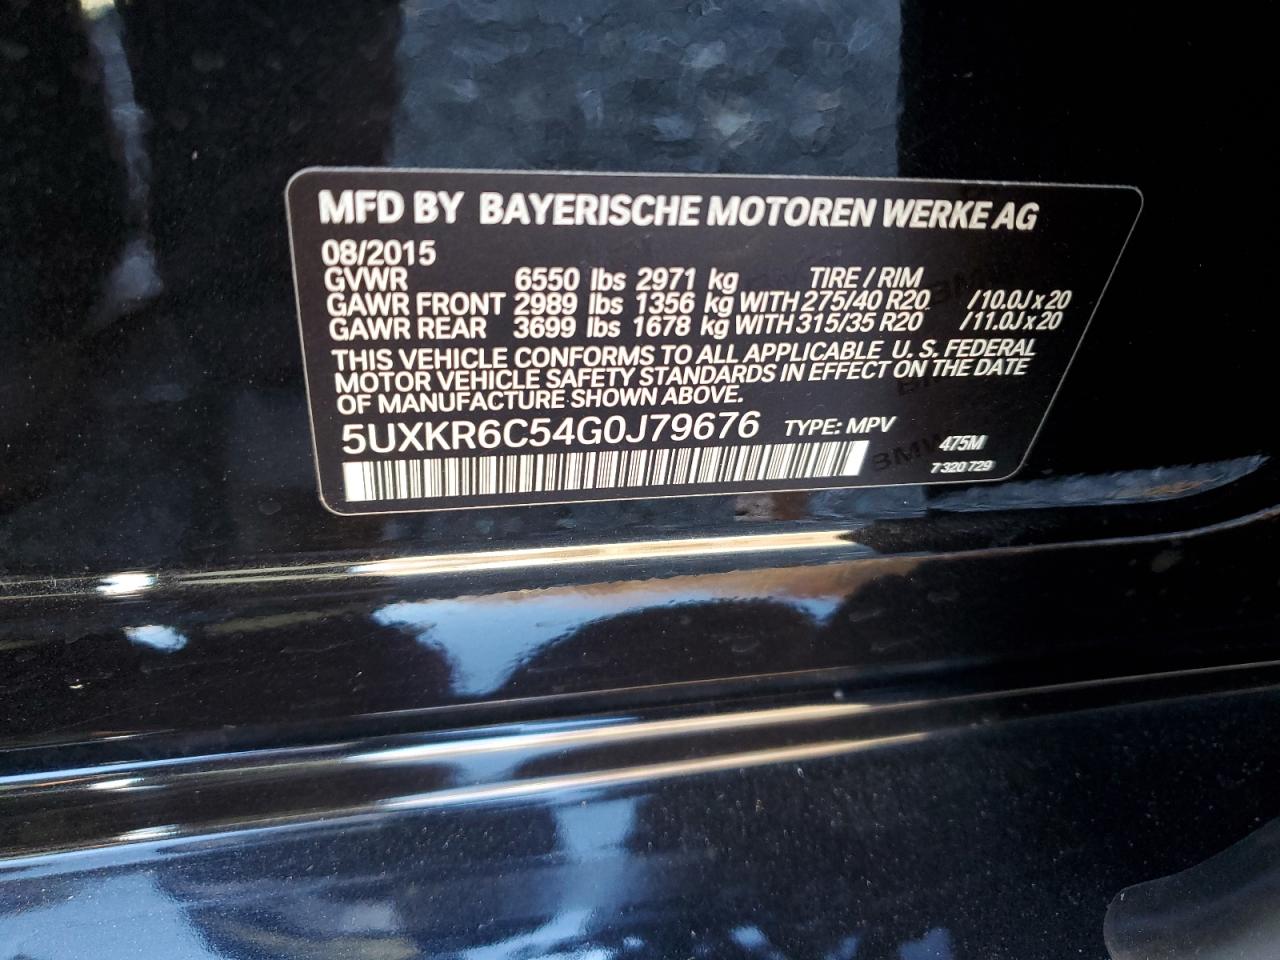 MFD BY BAYERISCHE MOTOREN WERKE AG
08/2015
GVWR 6550 lbs 2971 kg TIRE / RIM
GAWR FRONT 2989 lbs 1356 kg WITH 275/40 R20 /10.0J x 20
GAWR REAR 3699 lbs 1678 kg WITH 315/35 R20 /11.0J x 20
THIS VEHICLE CONFORMS TO ALL APPLICABLE U. S. FEDERAL
MOTOR VEHICLE SAFETY STANDARDS IN EFFECT ON THE DATE
OF MANUFACTURE SHOWN ABOVE.
5UXKR6C54G0J79676 TYPE: MPV 475M
7 320 729